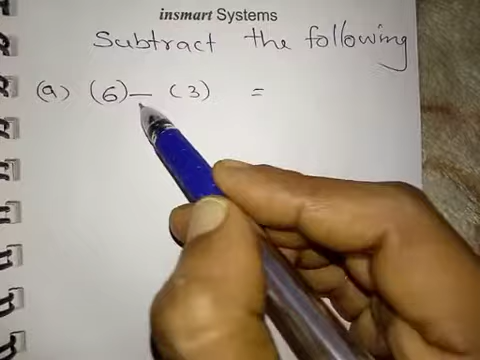 insmart Systems
Subtract the following
(a) (6) — (3) =